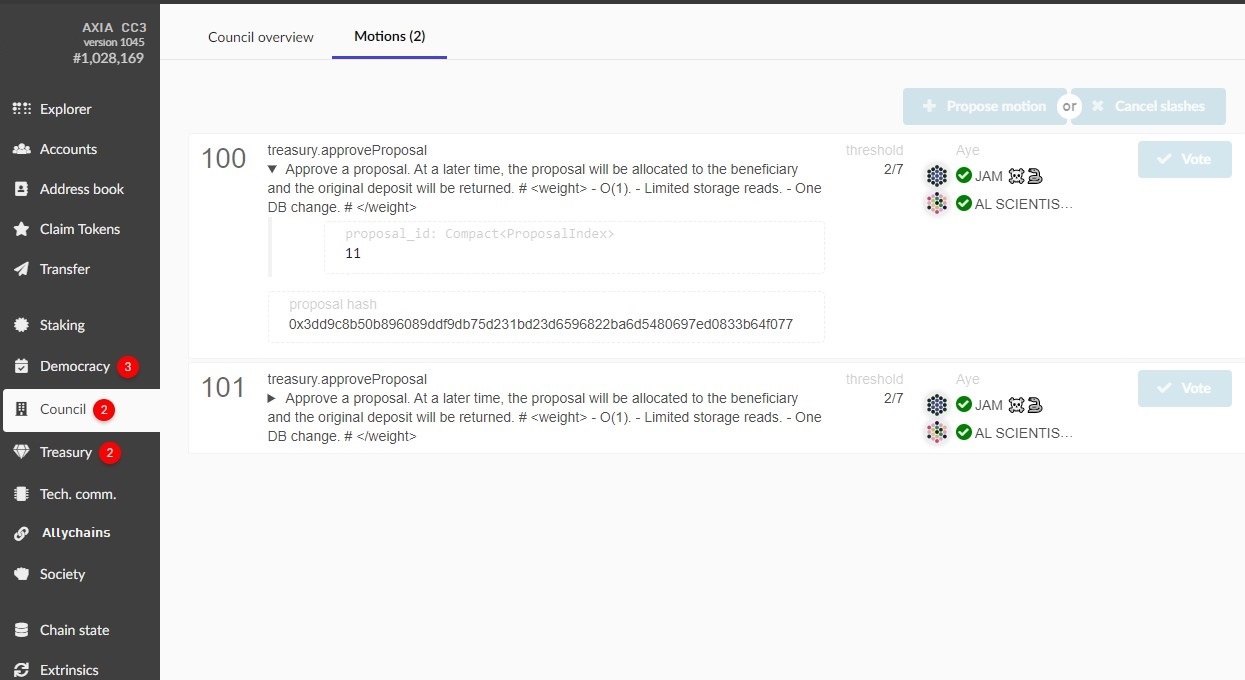 AXIA CC3
version 1045
#1,028,169
Explorer
Accounts
Address book
Claim Tokens
Transfer
Staking
Democracy 3
Council 2
Treasury 2
Tech. comm.
Allychains
Society
Chain state
Extrinsics
Council overview
Motions (2)
Propose motion or Cancel slashes
100
treasury.approveProposal
Approve a proposal. At a later time, the proposal will be allocated to the beneficiary
and the original deposit will be returned. # <weight> - O(1). - Limited storage reads. - One
DB change. # </weight>
proposal_id: Compact<ProposalIndex>
11
proposal hash
0x3dd9c8b50b896089ddf9db75d231bd23d6596822ba6d5480697ed0833b64f077
threshold
2/7
Aye
JAM
AL SCIENTIS…
Vote
101
treasury.approveProposal
Approve a proposal. At a later time, the proposal will be allocated to the beneficiary
and the original deposit will be returned. # <weight> - O(1). - Limited storage reads. - One
DB change. # </weight>
threshold
2/7
Aye
JAM
AL SCIENTIS…
Vote